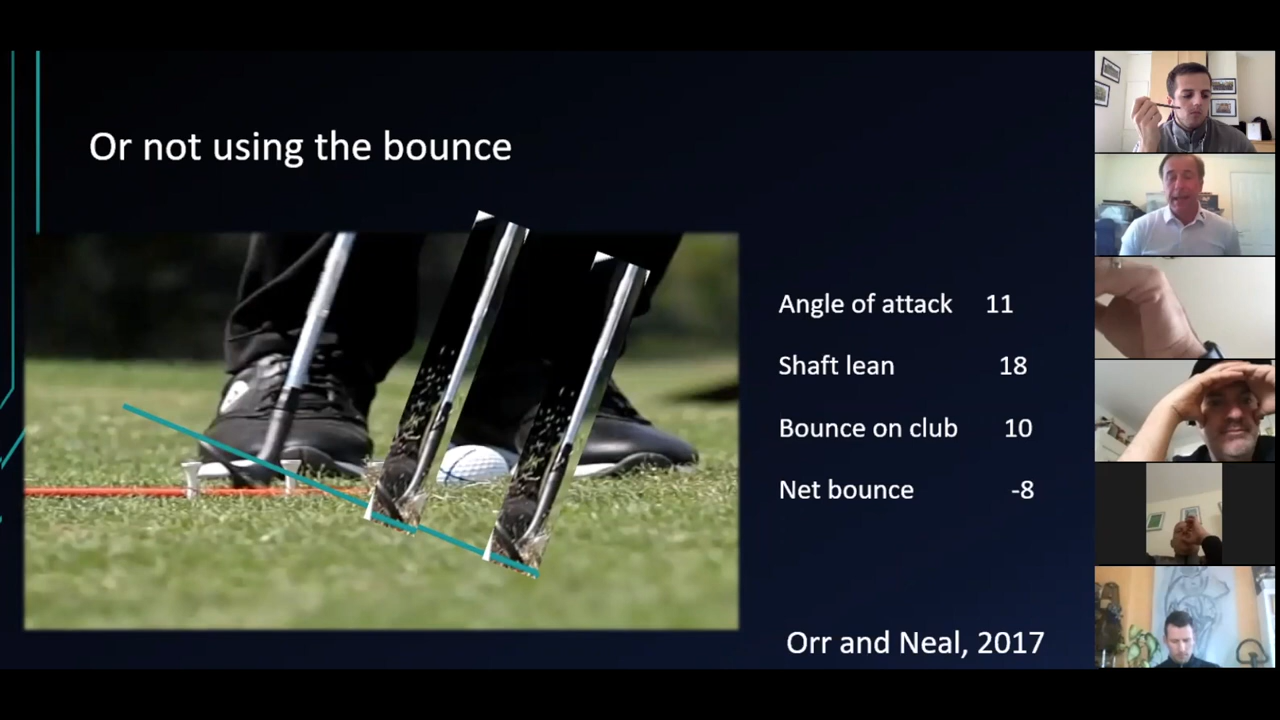 Or not using the bounce
Angle of attack 11
Shaft lean 18
Bounce on club 10
Net bounce -8
Orr and Neal, 2017